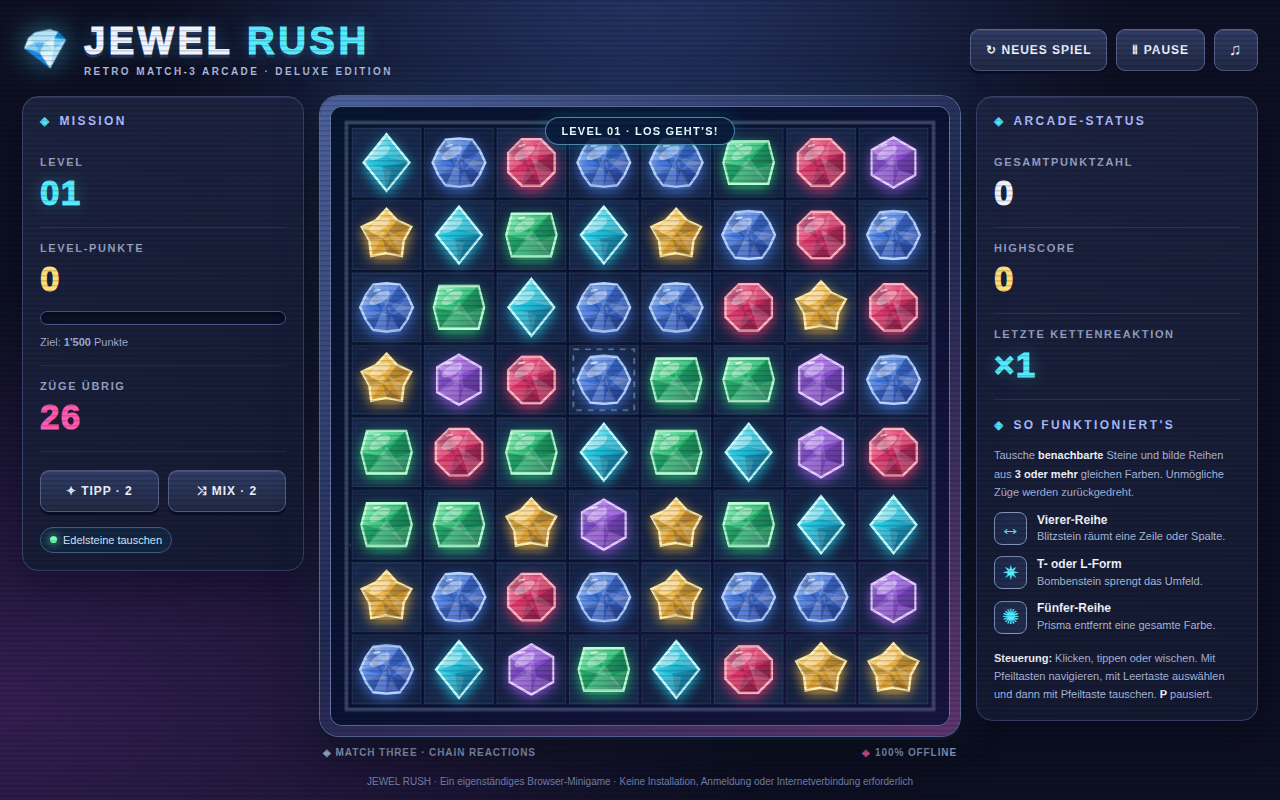 JEWEL RUSH
RETRO MATCH-3 ARCADE · DELUXE EDITION
↻ NEUES SPIEL
Ⅱ PAUSE
♫
◈ MISSION
LEVEL
01
LEVEL-PUNKTE
0
Ziel: 1'500 Punkte
ZÜGE ÜBRIG
26
✦ TIPP · 2
⤨ MIX · 2
Edelsteine tauschen
LEVEL 01 · LOS GEHT'S!
◈ ARCADE-STATUS
GESAMTPUNKTZAHL
0
HIGHSCORE
0
LETZTE KETTENREAKTION
×1
◈ SO FUNKTIONIERT'S
Tausche benachbarte Steine und bilde Reihen
aus 3 oder mehr gleichen Farben. Unmögliche
Züge werden zurückgedreht.
↔ Vierer-Reihe
Blitzstein räumt eine Zeile oder Spalte.
✷ T- oder L-Form
Bombenstein sprengt das Umfeld.
✺ Fünfer-Reihe
Prisma entfernt eine gesamte Farbe.
Steuerung: Klicken, tippen oder wischen. Mit
Pfeiltasten navigieren, mit Leertaste auswählen
und dann mit Pfeiltaste tauschen. P pausiert.
◆ MATCH THREE · CHAIN REACTIONS
◆ 100% OFFLINE
JEWEL RUSH · Ein eigenständiges Browser-Minigame · Keine Installation, Anmeldung oder Internetverbindung erforderlich